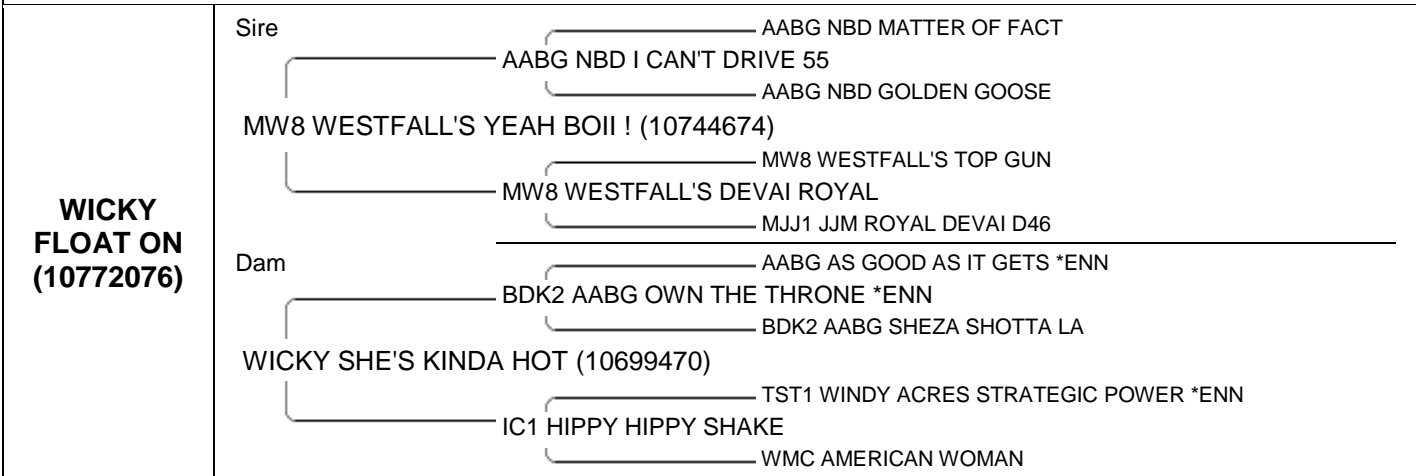 Sire
AABG NBD MATTER OF FACT
AABG NBD I CAN'T DRIVE 55
AABG NBD GOLDEN GOOSE
MW8 WESTFALL'S YEAH BOII ! (10744674)
MW8 WESTFALL'S TOP GUN
MW8 WESTFALL'S DEVAI ROYAL
MJJ1 JJM ROYAL DEVAI D46
WICKY
FLOAT ON
(10772076)
Dam
AABG AS GOOD AS IT GETS *ENN
BDK2 AABG OWN THE THRONE *ENN
BDK2 AABG SHEZA SHOTTA LA
WICKY SHE'S KINDA HOT (10699470)
TST1 WINDY ACRES STRATEGIC POWER *ENN
IC1 HIPPY HIPPY SHAKE
WMC AMERICAN WOMAN